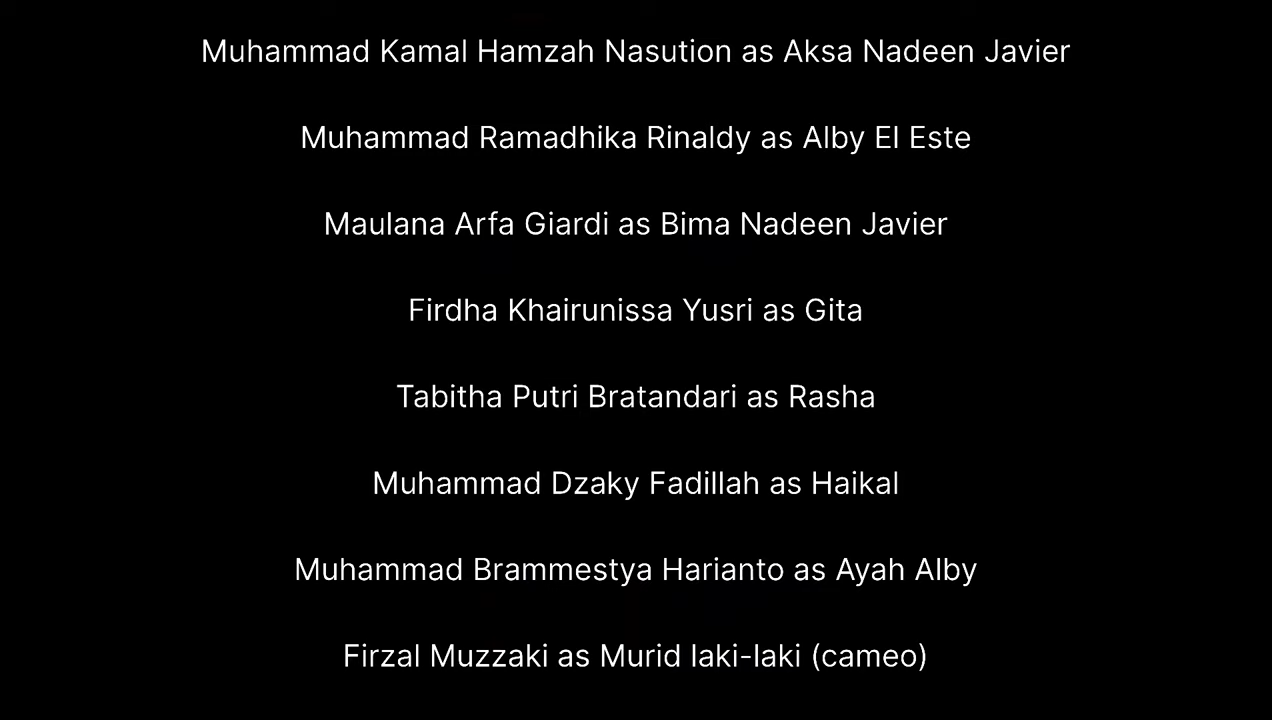 Muhammad Kamal Hamzah Nasution as Aksa Nadeen Javier
Muhammad Ramadhika Rinaldy as Alby El Este
Maulana Arfa Giardi as Bima Nadeen Javier
Firdha Khairunissa Yusri as Gita
Tabitha Putri Bratandari as Rasha
Muhammad Dzaky Fadillah as Haikal
Muhammad Brammestya Harianto as Ayah Alby
Firzal Muzzaki as Murid laki-laki (cameo)